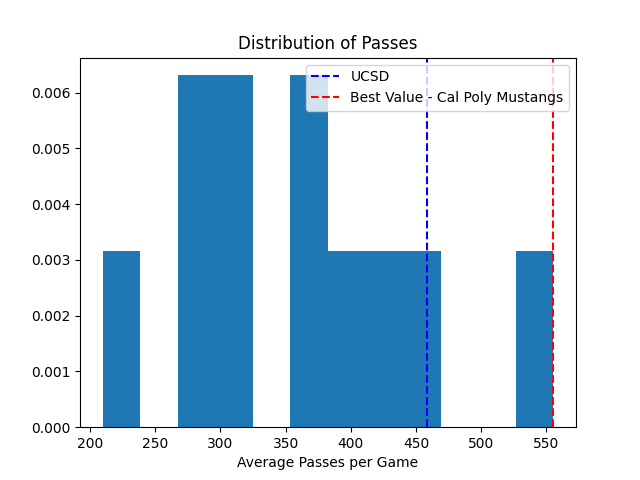 Distribution of Passes
UCSD
Best Value - Cal Poly Mustangs
0.006
0.005
0.004
0.003
0.002
0.001
0.000
200 250 300 350 400 450 500 550
Average Passes per Game